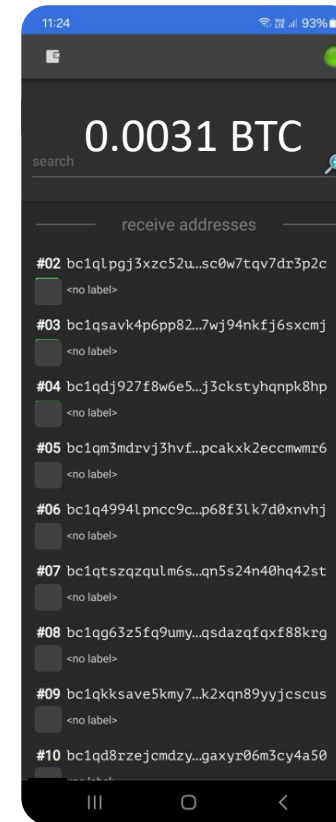 11:24 93%
0.0031 BTC
search
receive addresses
#02 bc1qlpgj3xzc52u…sc0w7tqv7dr3p2c
<no label>
#03 bc1qsavk4p6pp82…7wj94nkfj6sxcmj
<no label>
#04 bc1qdj927f8w6e5…j3ckstyhqnpk8hp
<no label>
#05 bc1qm3mdrvj3hvf…pcakxk2eccmwmr6
<no label>
#06 bc1q4994lpncc9c…p68f3lk7d0xnvhj
<no label>
#07 bc1qtszqzqulm6s…qn5s24n40hq42st
<no label>
#08 bc1qg63z5fq9umy…qsdazqfqxf88krg
<no label>
#09 bc1qkksave5kmy7…k2xqn89yyjcscus
<no label>
#10 bc1qd8rzejcmdzy…gaxyr06m3cy4a50